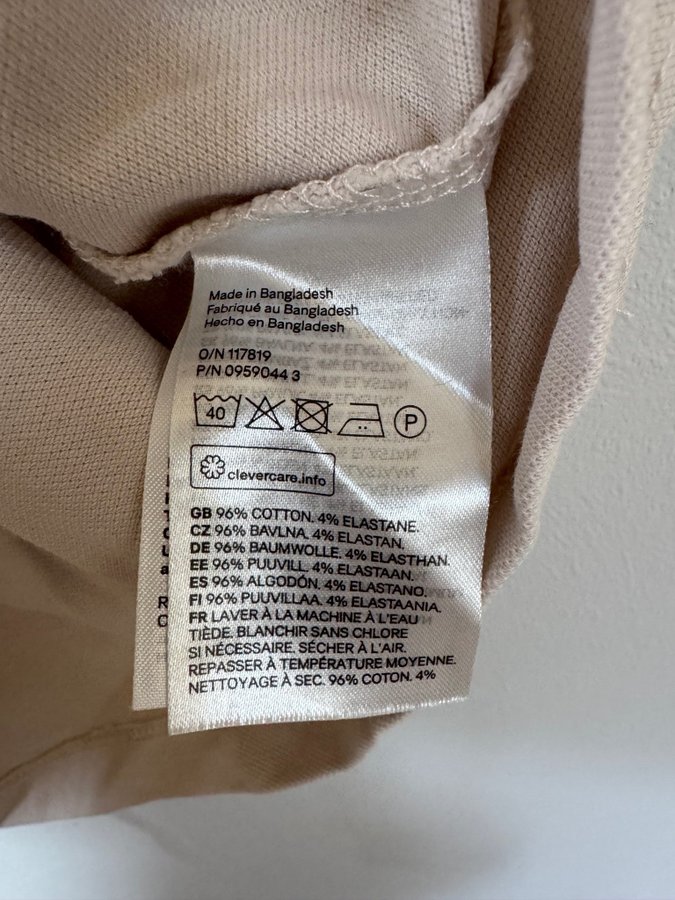 Made in Bangladesh
Fabriqué au Bangladesh
Hecho en Bangladesh
O/N 117819
P/N 0959044 3
40
P
clevercare.info
GB 96% COTTON. 4% ELASTANE.
CZ 96% BAVLNA. 4% ELASTAN.
DE 96% BAUMWOLLE. 4% ELASTHAN.
EE 96% PUUVILL. 4% ELASTAAN.
ES 96% ALGODÓN. 4% ELASTANO.
FI 96% PUUVILLAA. 4% ELASTAANIA.
FR LAVER À LA MACHINE À L'EAU
TIÈDE. BLANCHIR SANS CHLORE
SI NÉCESSAIRE. SÉCHER À L'AIR.
REPASSER À TEMPÉRATURE MOYENNE.
NETTOYAGE À SEC. 96% COTON. 4%